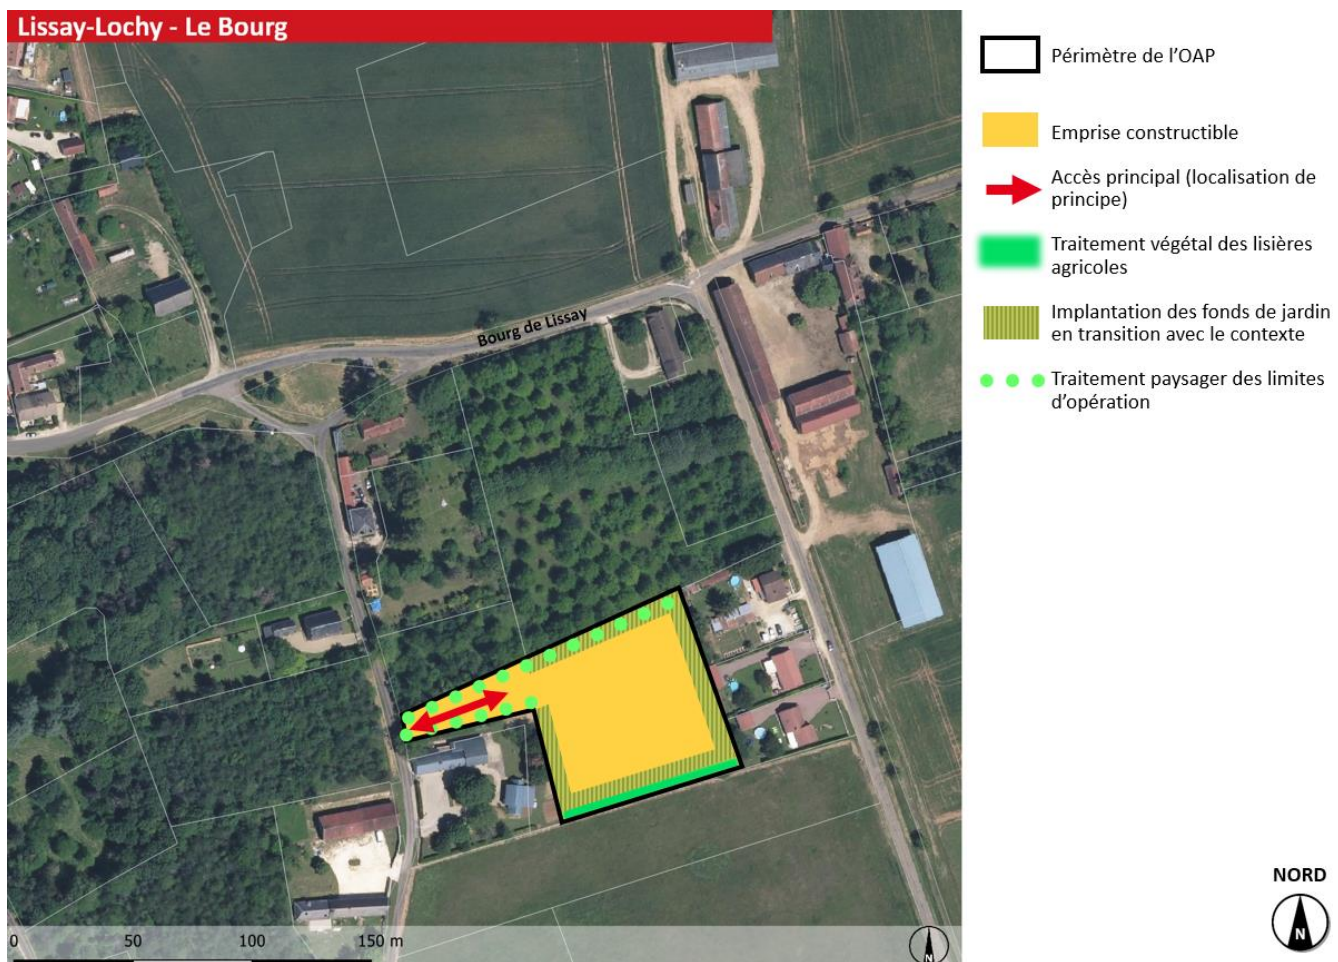 Lissay-Lochy - Le Bourg
Bourg de Lissay
0 50 100 150 m
N
Périmètre de l'OAP
Emprise constructible
Accès principal (localisation de
principe)
Traitement végétal des lisières
agricoles
Implantation des fonds de jardin
en transition avec le contexte
Traitement paysager des limites
d'opération
NORD
N